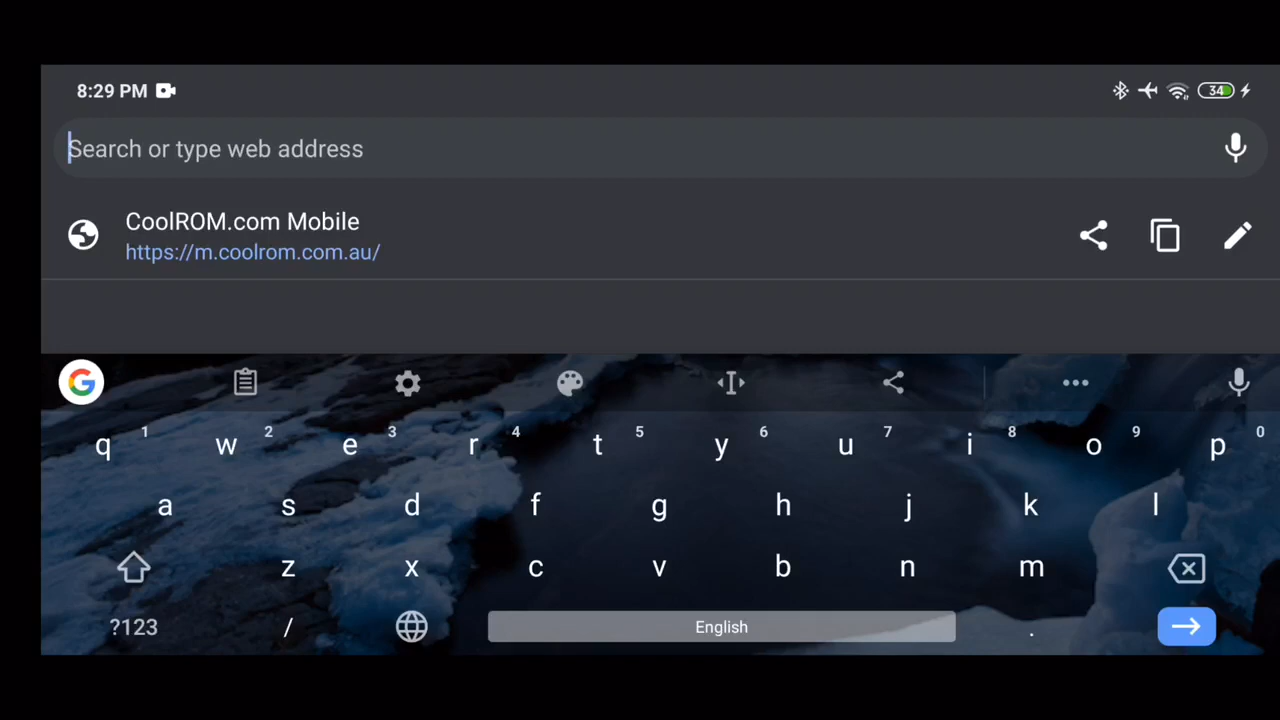 8:29 PM
34
Search or type web address
CoolROM.com Mobile
https://m.coolrom.com.au/
G
q 1 w 2 e 3 r 4 t 5 y 6 u 7 i 8 o 9 p 0
a s d f g h j k l
z x c v b n m
?123 / English .